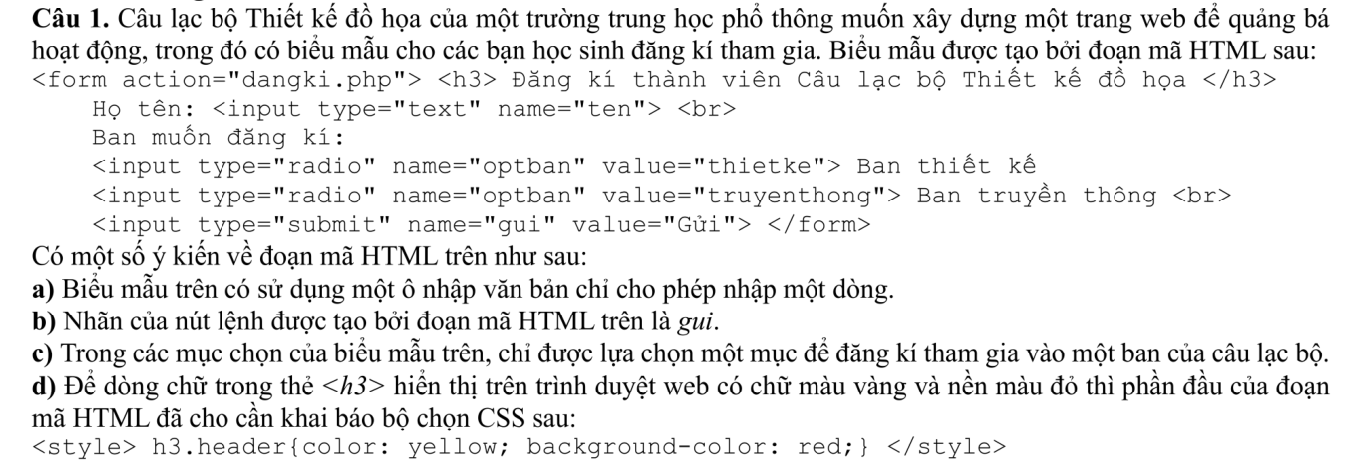 Câu 1. Câu lạc bộ Thiết kế đồ họa của một trường trung học phổ thông muốn xây dựng một trang web để quảng bá
hoạt động, trong đó có biểu mẫu cho các bạn học sinh đăng kí tham gia. Biểu mẫu được tạo bởi đoạn mã HTML sau:
<form action="dangki.php"> <h3> Đăng kí thành viên Câu lạc bộ Thiết kế đồ họa </h3>
Họ tên: <input type="text" name="ten"> <br>
Ban muốn đăng kí:
<input type="radio" name="optban" value="thietke"> Ban thiết kế
<input type="radio" name="optban" value="truyenthong"> Ban truyền thông <br>
<input type="submit" name="gui" value="Gửi"> </form>
Có một số ý kiến về đoạn mã HTML trên như sau:
a) Biểu mẫu trên có sử dụng một ô nhập văn bản chỉ cho phép nhập một dòng.
b) Nhãn của nút lệnh được tạo bởi đoạn mã HTML trên là gui.
c) Trong các mục chọn của biểu mẫu trên, chỉ được lựa chọn một mục để đăng kí tham gia vào một ban của câu lạc bộ.
d) Để dòng chữ trong thẻ <h3> hiển thị trên trình duyệt web có chữ màu vàng và nền màu đỏ thì phần đầu của đoạn
mã HTML đã cho cần khai báo bộ chọn CSS sau:
<style> h3.header{color: yellow; background-color: red;} </style>